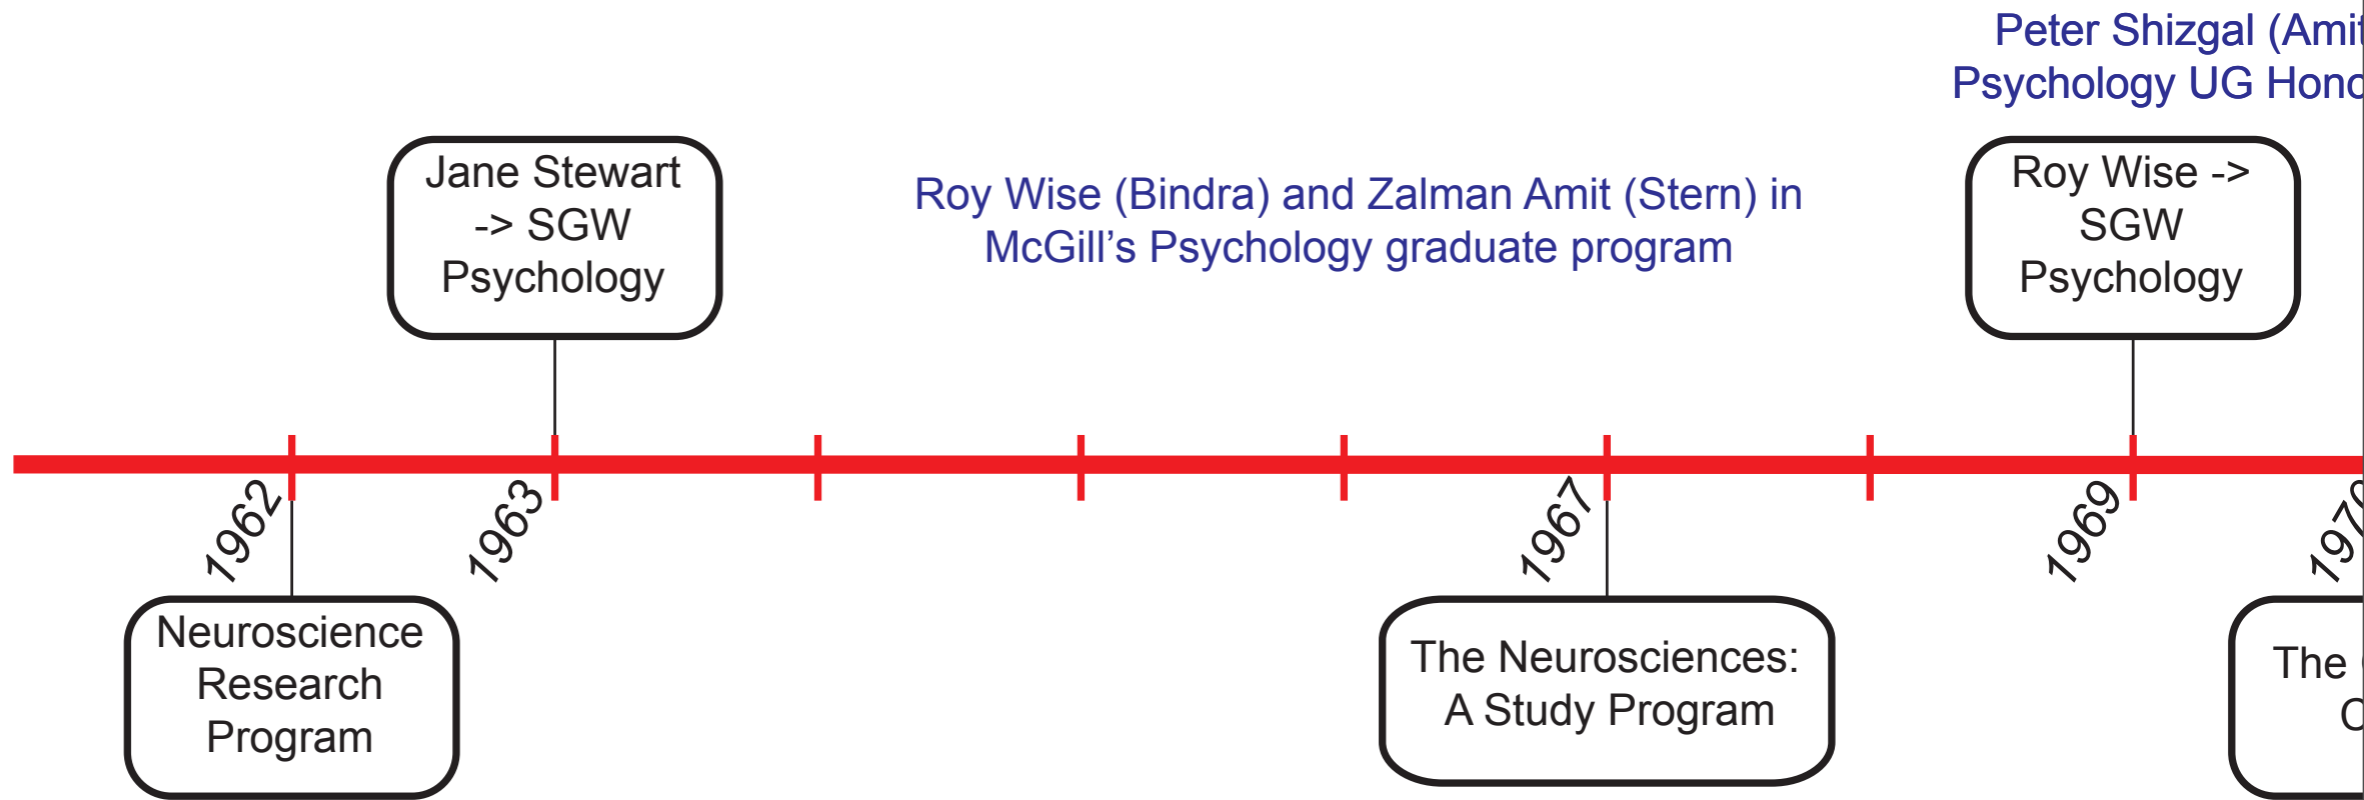 Peter Shizgal (Amit
Psychology UG Hono
Jane Stewart
-> SGW
Psychology
Roy Wise (Bindra) and Zalman Amit (Stern) in
McGill’s Psychology graduate program
Roy Wise ->
SGW
Psychology
1962
1963
1967
1969
1970
Neuroscience
Research
Program
The Neurosciences:
A Study Program
The